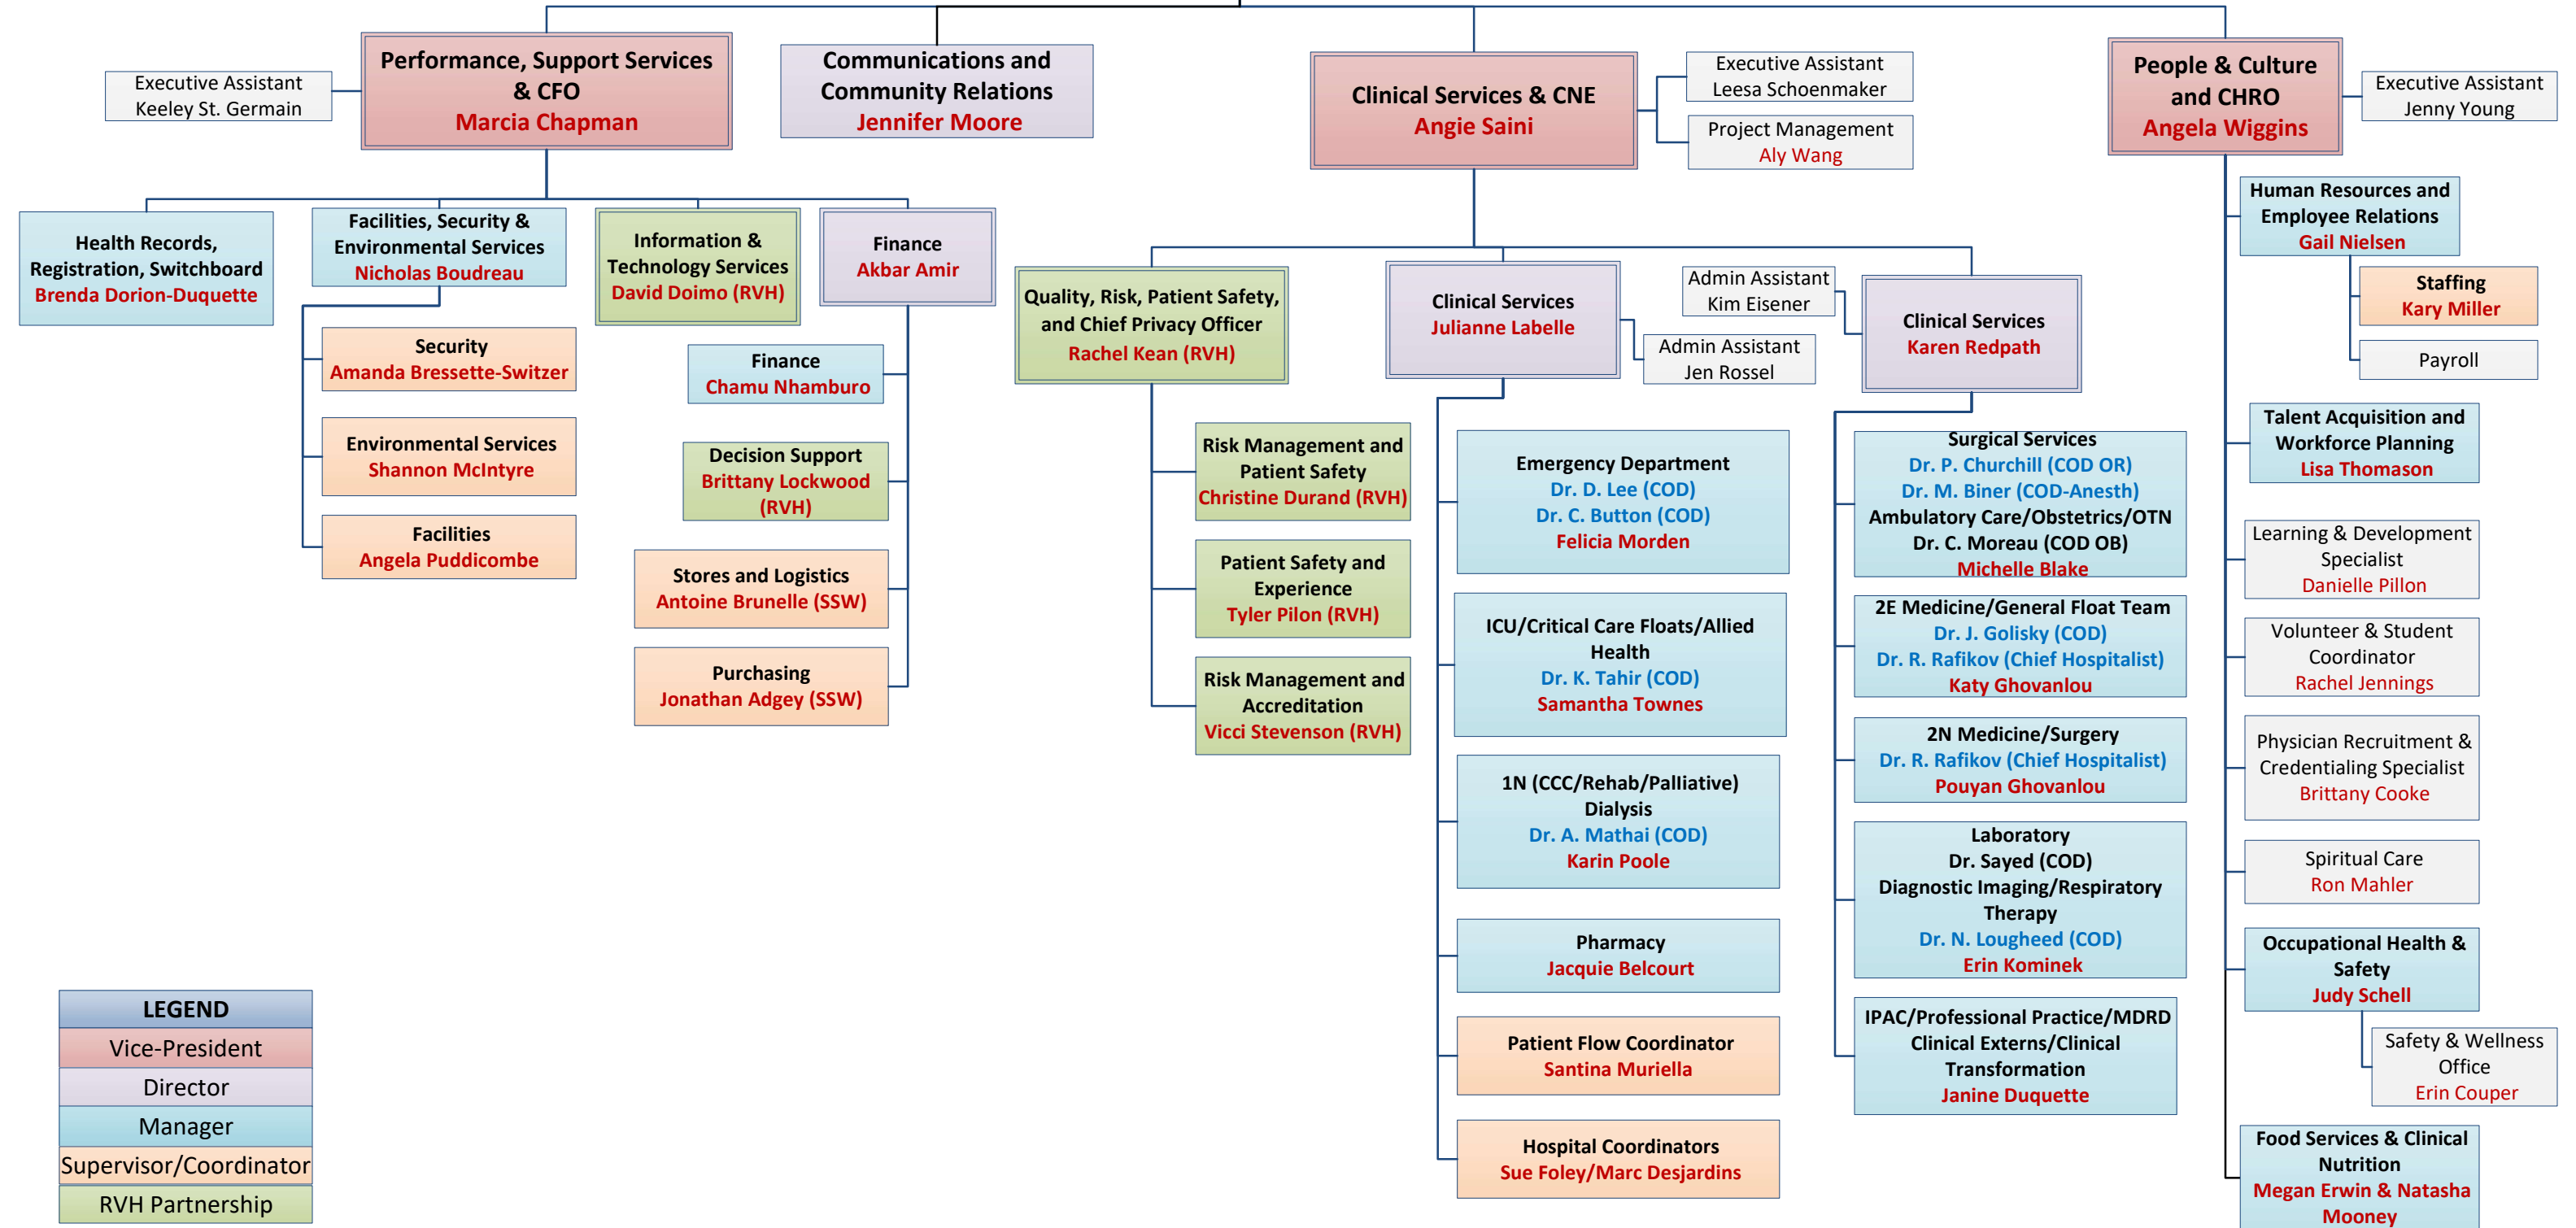 Executive Assistant
Keeley St. Germain
Performance, Support Services
& CFO
Marcia Chapman
Communications and
Community Relations
Jennifer Moore
Clinical Services & CNE
Angie Saini
Executive Assistant
Leesa Schoenmaker
Project Management
Aly Wang
People & Culture
and CHRO
Angela Wiggins
Executive Assistant
Jenny Young
Health Records,
Registration, Switchboard
Brenda Dorion-Duquette
Facilities, Security &
Environmental Services
Nicholas Boudreau
Security
Amanda Bressette-Switzer
Environmental Services
Shannon McIntyre
Facilities
Angela Puddicombe
Information &
Technology Services
David Doimo (RVH)
Finance
Akbar Amir
Finance
Chamu Nhamburo
Decision Support
Brittany Lockwood
(RVH)
Stores and Logistics
Antoine Brunelle (SSW)
Purchasing
Jonathan Adgey (SSW)
Quality, Risk, Patient Safety,
and Chief Privacy Officer
Rachel Kean (RVH)
Risk Management and
Patient Safety
Christine Durand (RVH)
Patient Safety and
Experience
Tyler Pilon (RVH)
Risk Management and
Accreditation
Vicci Stevenson (RVH)
Clinical Services
Julianne Labelle
Admin Assistant
Jen Rossel
Emergency Department
Dr. D. Lee (COD)
Dr. C. Button (COD)
Felicia Morden
ICU/Critical Care Floats/Allied
Health
Dr. K. Tahir (COD)
Samantha Townes
1N (CCC/Rehab/Palliative)
Dialysis
Dr. A. Mathai (COD)
Karin Poole
Pharmacy
Jacquie Belcourt
Patient Flow Coordinator
Santina Muriella
Hospital Coordinators
Sue Foley/Marc Desjardins
Admin Assistant
Kim Eisener
Clinical Services
Karen Redpath
Surgical Services
Dr. P. Churchill (COD OR)
Dr. M. Biner (COD-Anesth)
Ambulatory Care/Obstetrics/OTN
Dr. C. Moreau (COD OB)
Michelle Blake
2E Medicine/General Float Team
Dr. J. Golisky (COD)
Dr. R. Rafikov (Chief Hospitalist)
Katy Ghovanlou
2N Medicine/Surgery
Dr. R. Rafikov (Chief Hospitalist)
Pouyan Ghovanlou
Laboratory
Dr. Sayed (COD)
Diagnostic Imaging/Respiratory
Therapy
Dr. N. Lougheed (COD)
Erin Kominek
IPAC/Professional Practice/MDRD
Clinical Externs/Clinical
Transformation
Janine Duquette
Human Resources and
Employee Relations
Gail Nielsen
Staffing
Kary Miller
Payroll
Talent Acquisition and
Workforce Planning
Lisa Thomason
Learning & Development
Specialist
Danielle Pillon
Volunteer & Student
Coordinator
Rachel Jennings
Physician Recruitment &
Credentialing Specialist
Brittany Cooke
Spiritual Care
Ron Mahler
Occupational Health &
Safety
Judy Schell
Safety & Wellness
Office
Erin Couper
Food Services & Clinical
Nutrition
Megan Erwin & Natasha
Mooney
LEGEND
Vice-President
Director
Manager
Supervisor/Coordinator
RVH Partnership